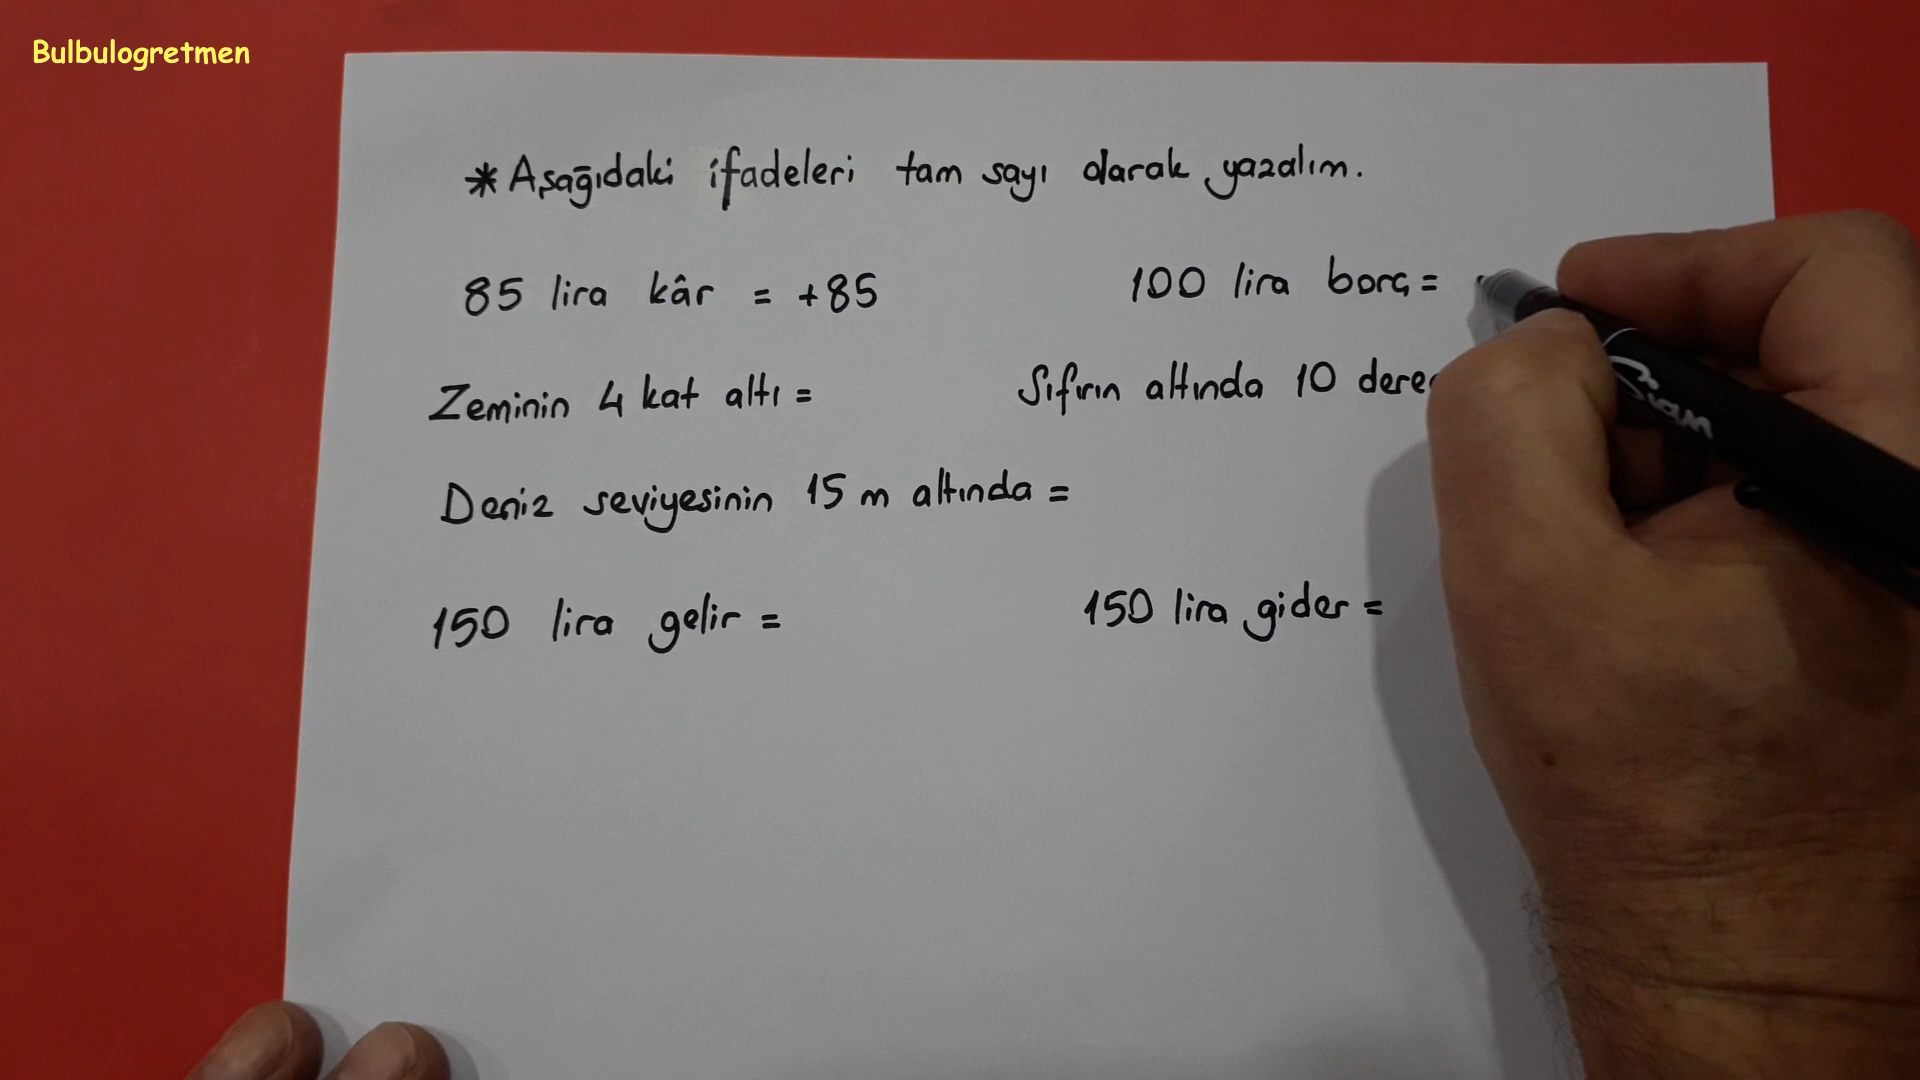 Bulbulogretmen
* Aşağıdaki ifadeleri tam sayı olarak yazalım.
85 lira kâr = +85
100 lira borç =
Zeminin 4 kat altı =
Sıfırın altında 10
Deniz seviyesinin 15 m altında =
150 lira gelir =
150 lira gider =